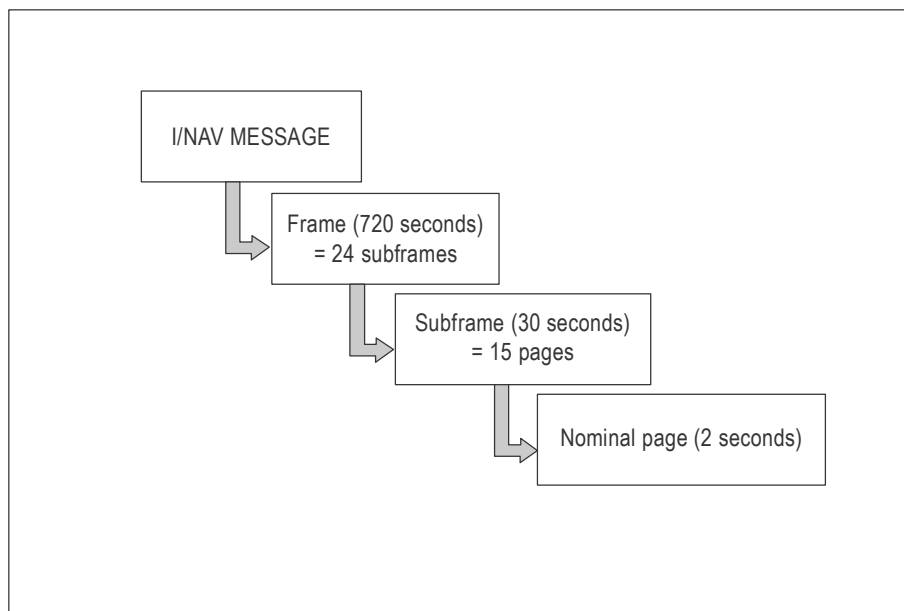 I/NAV MESSAGE
Frame (720 seconds)
= 24 subframes
Subframe (30 seconds)
= 15 pages
Nominal page (2 seconds)